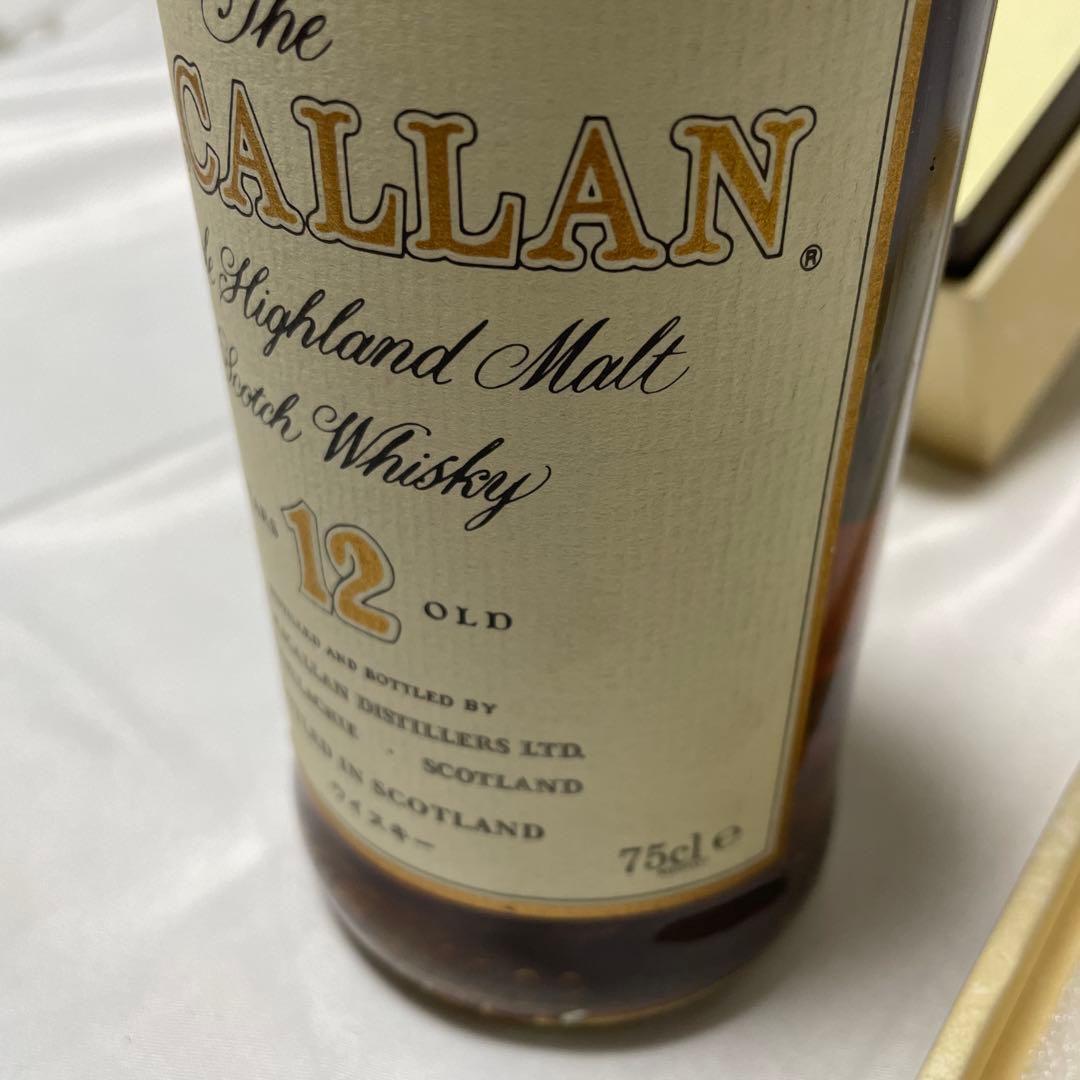 The
CALLAN ®
Highland Malt
Scotch Whisky
12 OLD
AND BOTTLED BY
DISTILLERS LTD.
SCOTLAND
IN SCOTLAND
ウイスキー
75cl e